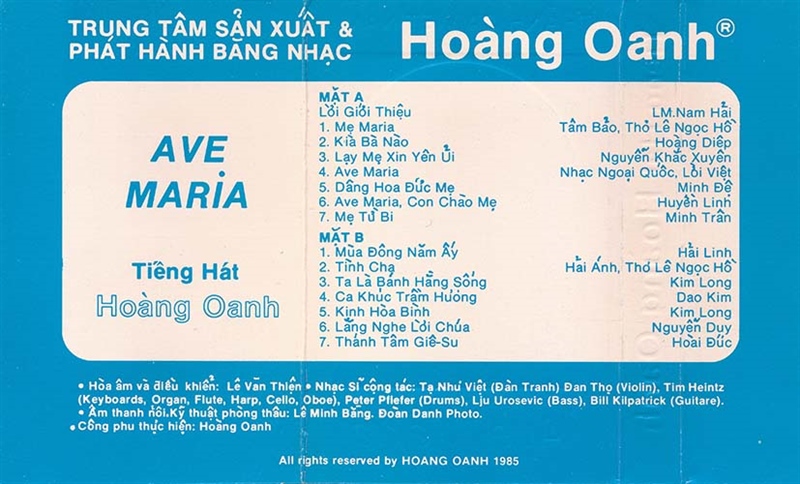 TRUNG TÂM SẢN XUẤT &
PHÁT HÀNH BĂNG NHẠC
Hoàng Oanh®
AVE
MARIA
Tiếng Hát
Hoàng Oanh
MẶT A
Lời Giới Thiệu LM.Nam Hải
1. Mẹ Maria Tâm Bảo, Thơ Lê Ngọc Hồ
2. Kìa Bà Nào Hoàng Diệp
3. Lạy Mẹ Xin Yên Ủi Nguyễn Khắc Xuyên
4. Ave Maria Nhạc Ngoại Quốc, Lời Việt
5. Dâng Hoa Đức Mẹ Minh Đệ
6. Ave Maria, Con Chào Mẹ Huyền Linh
7. Mẹ Từ Bi Minh Trân
MẶT B
1. Mùa Đông Năm Ấy Hải Linh
2. Tình Cha Hải Ánh, Thơ Lê Ngọc Hồ
3. Ta Là Bánh Hằng Sống Kim Long
4. Ca Khúc Trầm Hương Dao Kim
5. Kinh Hòa Bình Kim Long
6. Lắng Nghe Lời Chúa Nguyễn Duy
7. Thánh Tâm Giê-Su Hoài Đức
• Hòa âm và điều khiển: Lê Văn Thiện • Nhạc Sĩ cộng tác: Tạ Như Việt (Đàn Tranh) Đan Thọ (Violin), Tim Heintz
(Keyboards, Organ, Flute, Harp, Cello, Oboe), Peter Pfiefer (Drums), Lju Urosevic (Bass), Bill Kilpatrick (Guitare).
• Âm thanh nổi.Kỹ thuật phòng thâu: Lê Minh Bằng. Đoàn Danh Photo.
• Công phu thực hiện: Hoàng Oanh
All rights reserved by HOANG OANH 1985